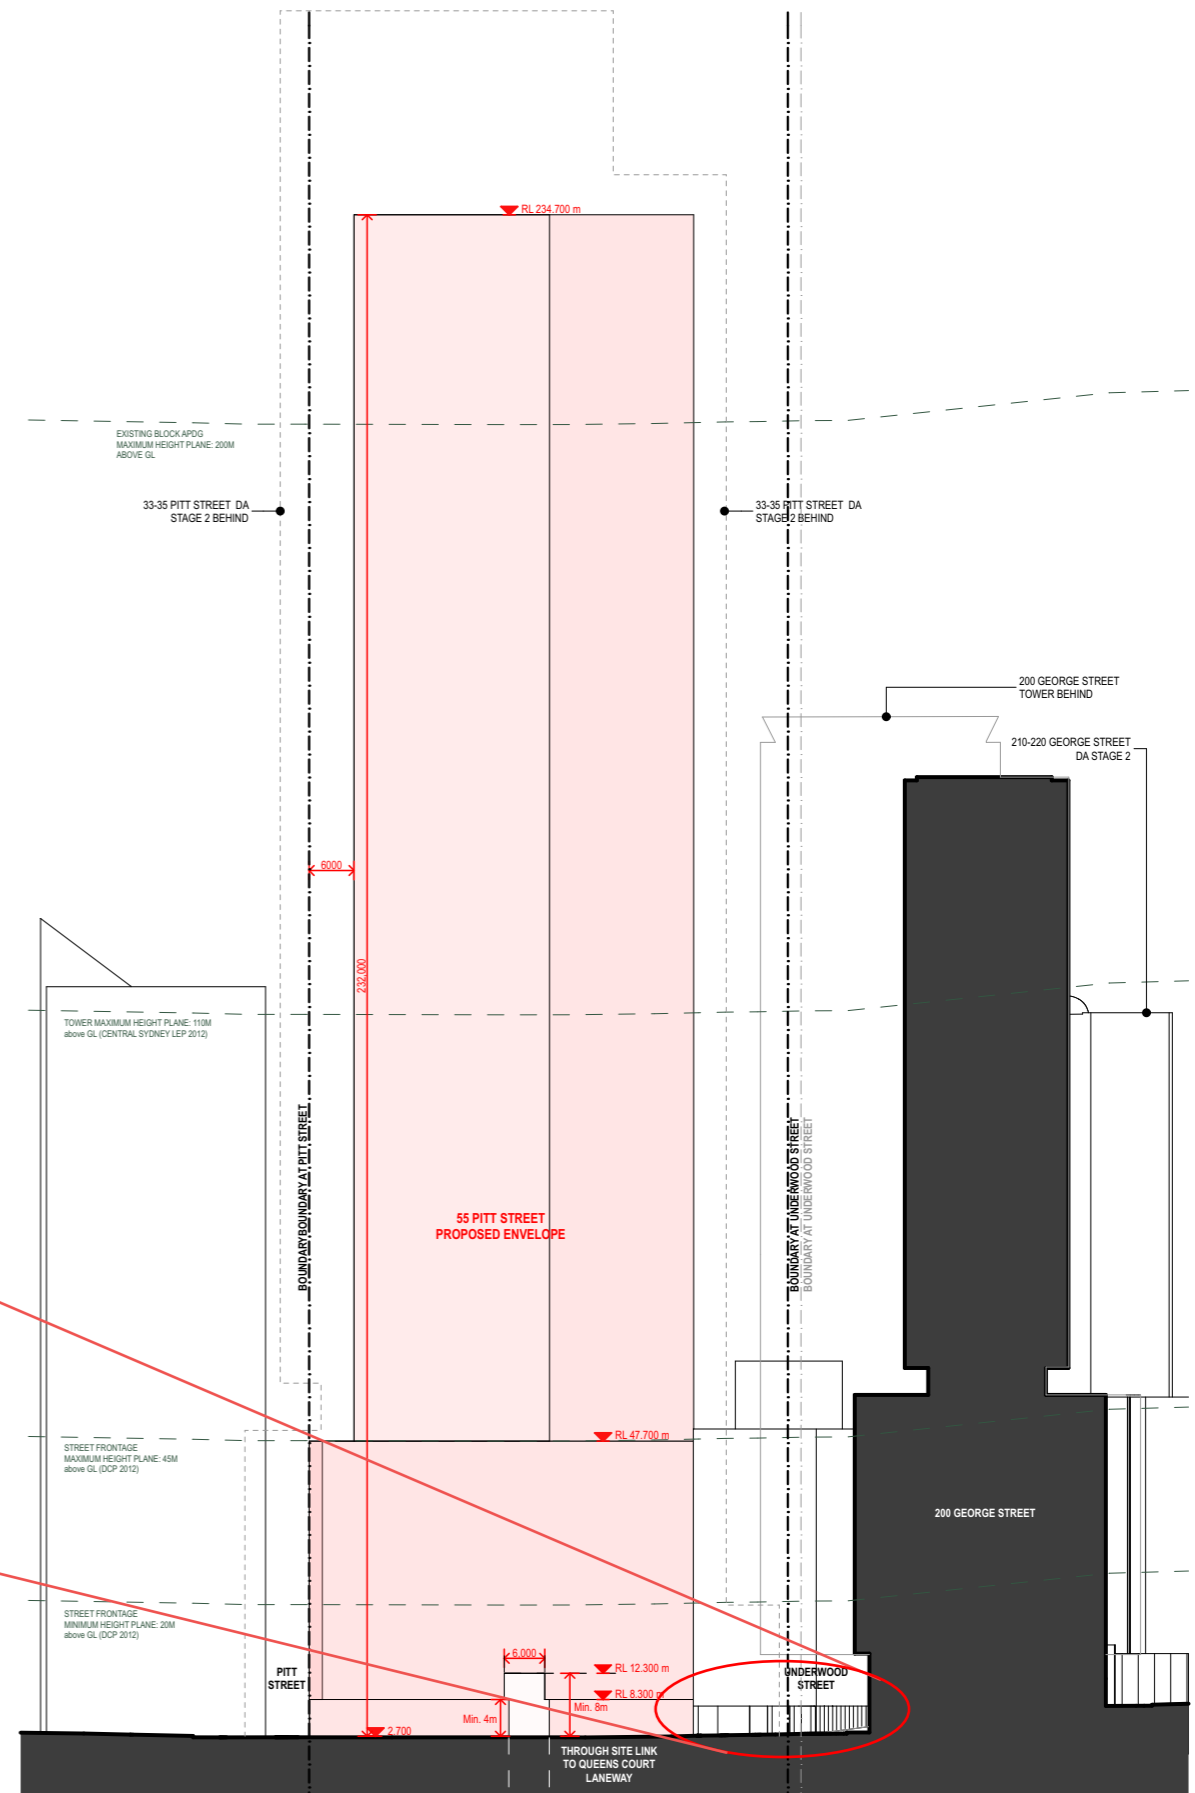 RL 234.700 m
EXISTING BLOCK APDG
MAXIMUM HEIGHT PLANE: 200M
ABOVE GL
33-35 PITT STREET  DA
STAGE 2 BEHIND
33-35 PITT STREET  DA
STAGE 2 BEHIND
200 GEORGE STREET
TOWER BEHIND
210-220 GEORGE STREET
DA STAGE 2
6000
232,000
TOWER MAXIMUM HEIGHT PLANE: 110M
above GL (CENTRAL SYDNEY LEP 2012)
BOUNDARYBOUNDARY AT PITT STREET
BOUNDARY AT UNDERWOOD STREET
BOUNDARY AT UNDERWOOD STREET
55 PITT STREET
PROPOSED ENVELOPE
RL 47.700 m
STREET FRONTAGE
MAXIMUM HEIGHT PLANE: 45M
above GL (DCP 2012)
200 GEORGE STREET
STREET FRONTAGE
MINIMUM HEIGHT PLANE: 20M
above GL (DCP 2012)
6,000
RL 12.300 m
PITT
STREET
UNDERWOOD
STREET
RL 8.300 m
Min. 8m
Min. 4m
2,700
THROUGH SITE LINK
TO QUEENS COURT
LANEWAY